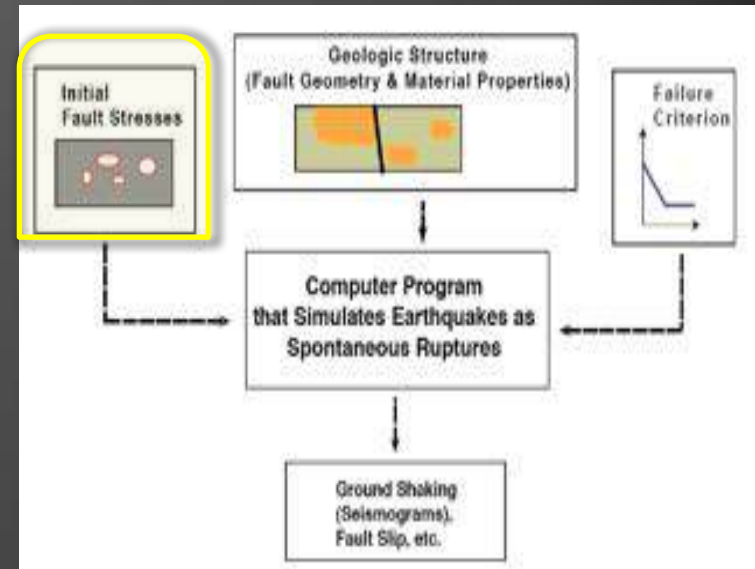 Initial
Fault Stresses
Geologic Structure
(Fault Geometry & Material Properties)
Failure
Criterion
Computer Program
that Simulates Earthquakes as
Spontaneous Ruptures
Ground Shaking
(Seismograms),
Fault Slip, etc.